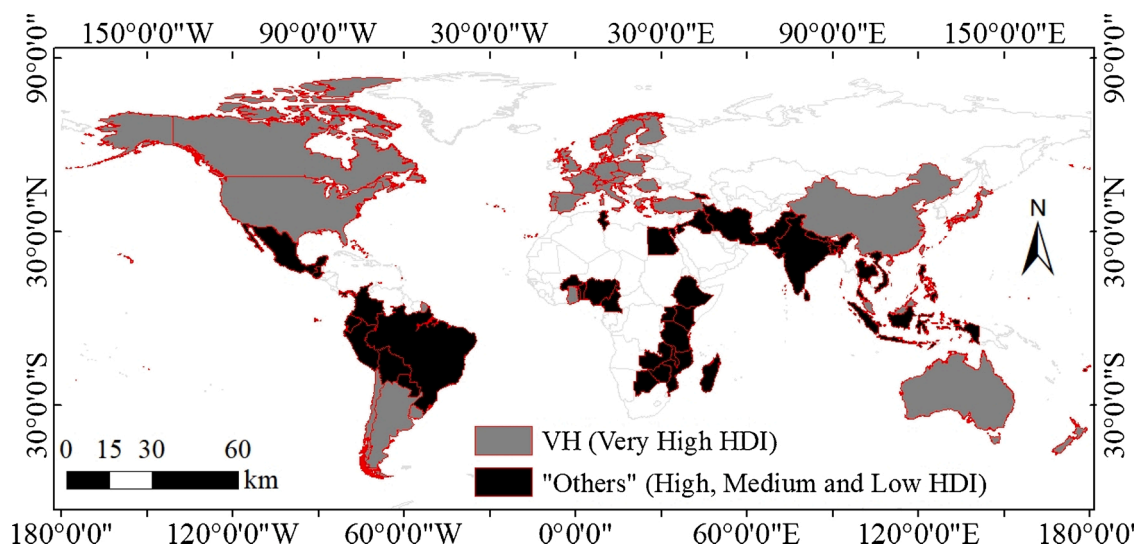 150°0'0"W 90°0'0"W 30°0'0"W 30°0'0"E 90°0'0"E 150°0'0"E
90°0'0" 90°0'0"
30°0'0"N 30°0'0"N
N
30°0'0"S 30°0'0"S
0 15 30 60
km
VH (Very High HDI)
"Others" (High, Medium and Low HDI)
180°0'0" 120°0'0"W 60°0'0"W 0°0'0" 60°0'0"E 120°0'0"E 180°0'0"